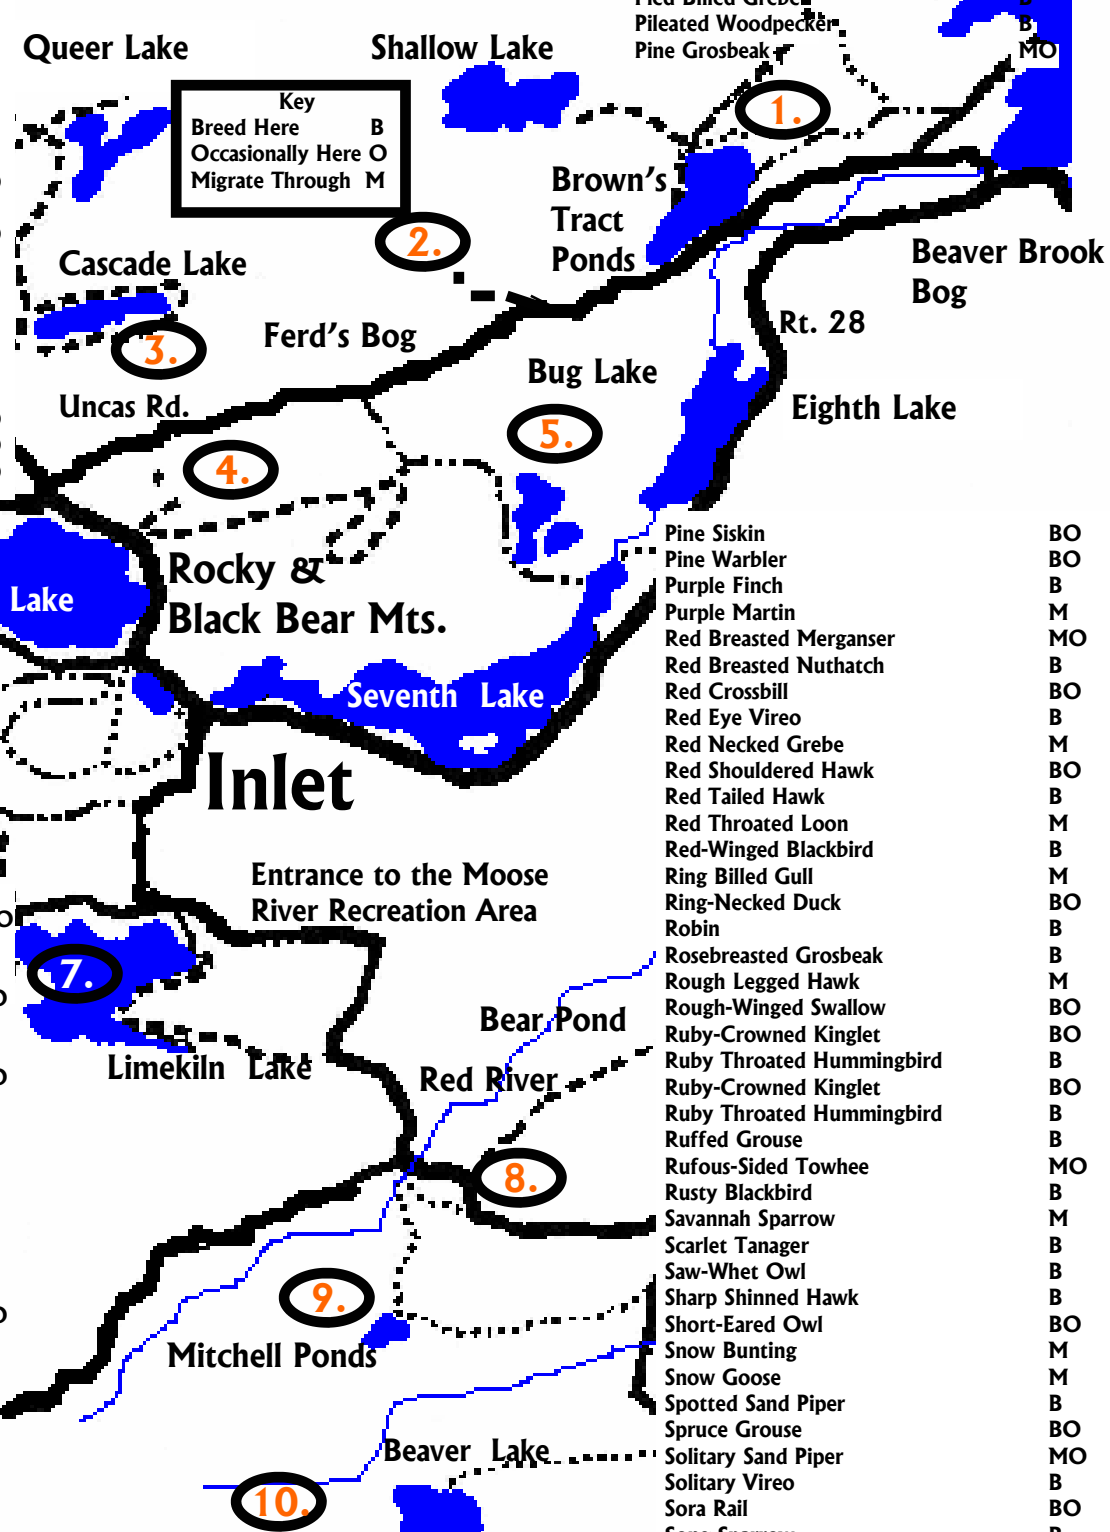 Pied Billed Grebe B
Pileated Woodpecker B
Pine Grosbeak MO
Queer Lake
Shallow Lake
Key
Breed Here B
Occasionally Here O
Migrate Through M
1.
Brown's
Tract
Ponds
2.
Cascade Lake
Beaver Brook
Bog
3.
Ferd's Bog
Rt. 28
Bug Lake
Uncas Rd.
Eighth Lake
5.
4.
Rocky &
Black Bear Mts.
Lake
Seventh Lake
Inlet
Entrance to the Moose
River Recreation Area
7.
Bear Pond
Limekiln Lake
Red River
8.
9.
Mitchell Ponds
Beaver Lake
10.
Pine Siskin BO
Pine Warbler BO
Purple Finch B
Purple Martin M
Red Breasted Merganser MO
Red Breasted Nuthatch B
Red Crossbill BO
Red Eye Vireo B
Red Necked Grebe M
Red Shouldered Hawk BO
Red Tailed Hawk B
Red Throated Loon M
Red-Winged Blackbird B
Ring Billed Gull M
Ring-Necked Duck BO
Robin B
Rosebreasted Grosbeak B
Rough Legged Hawk M
Rough-Winged Swallow BO
Ruby-Crowned Kinglet BO
Ruby Throated Hummingbird B
Ruby-Crowned Kinglet BO
Ruby Throated Hummingbird B
Ruffed Grouse B
Rufous-Sided Towhee MO
Rusty Blackbird B
Savannah Sparrow M
Scarlet Tanager B
Saw-Whet Owl B
Sharp Shinned Hawk B
Short-Eared Owl BO
Snow Bunting M
Snow Goose M
Spotted Sand Piper B
Spruce Grouse BO
Solitary Sand Piper MO
Solitary Vireo B
Sora Rail BO